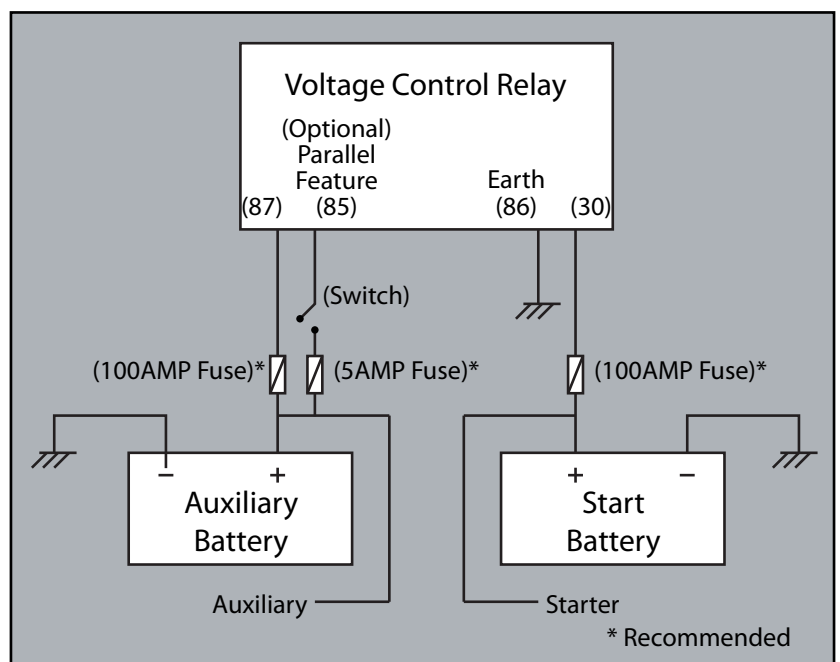 Voltage Control Relay
(Optional)
Parallel
Feature
Earth
(87) (85) (86) (30)
(Switch)
(100AMP Fuse)* (5AMP Fuse)* (100AMP Fuse)*
− + + −
Auxiliary
Battery
Start
Battery
Auxiliary Starter
* Recommended